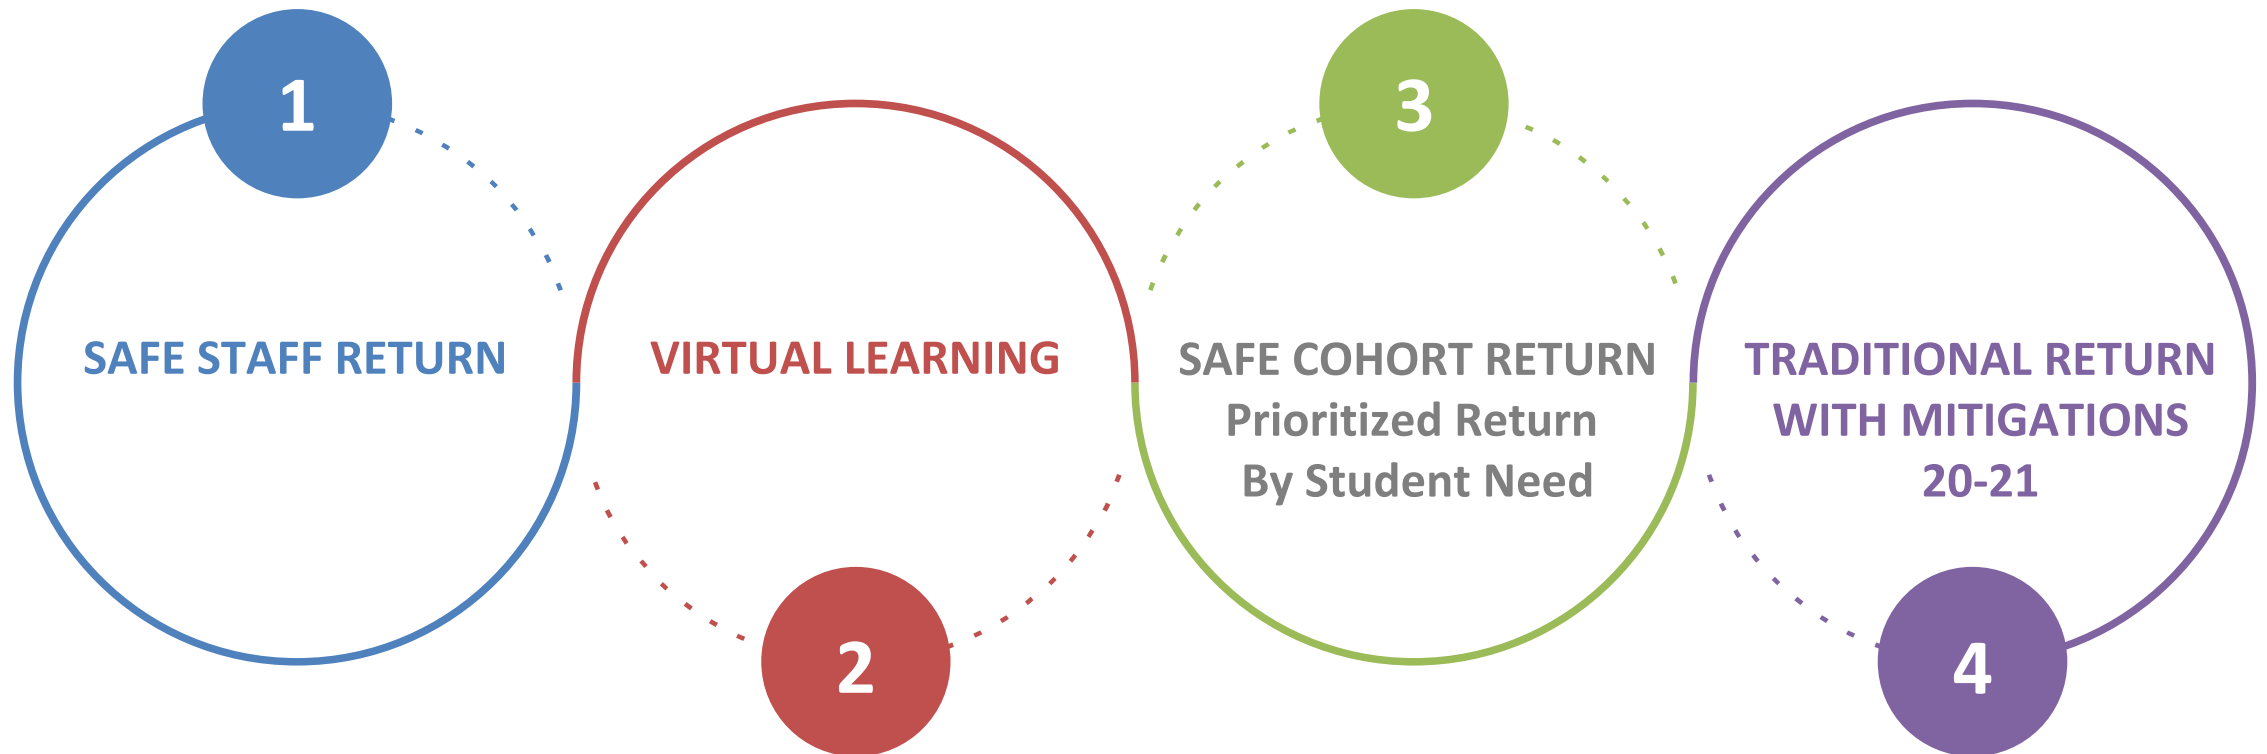 1
SAFE STAFF RETURN
2
VIRTUAL LEARNING
3
SAFE COHORT RETURN
Prioritized Return
By Student Need
4
TRADITIONAL RETURN
WITH MITIGATIONS
20-21